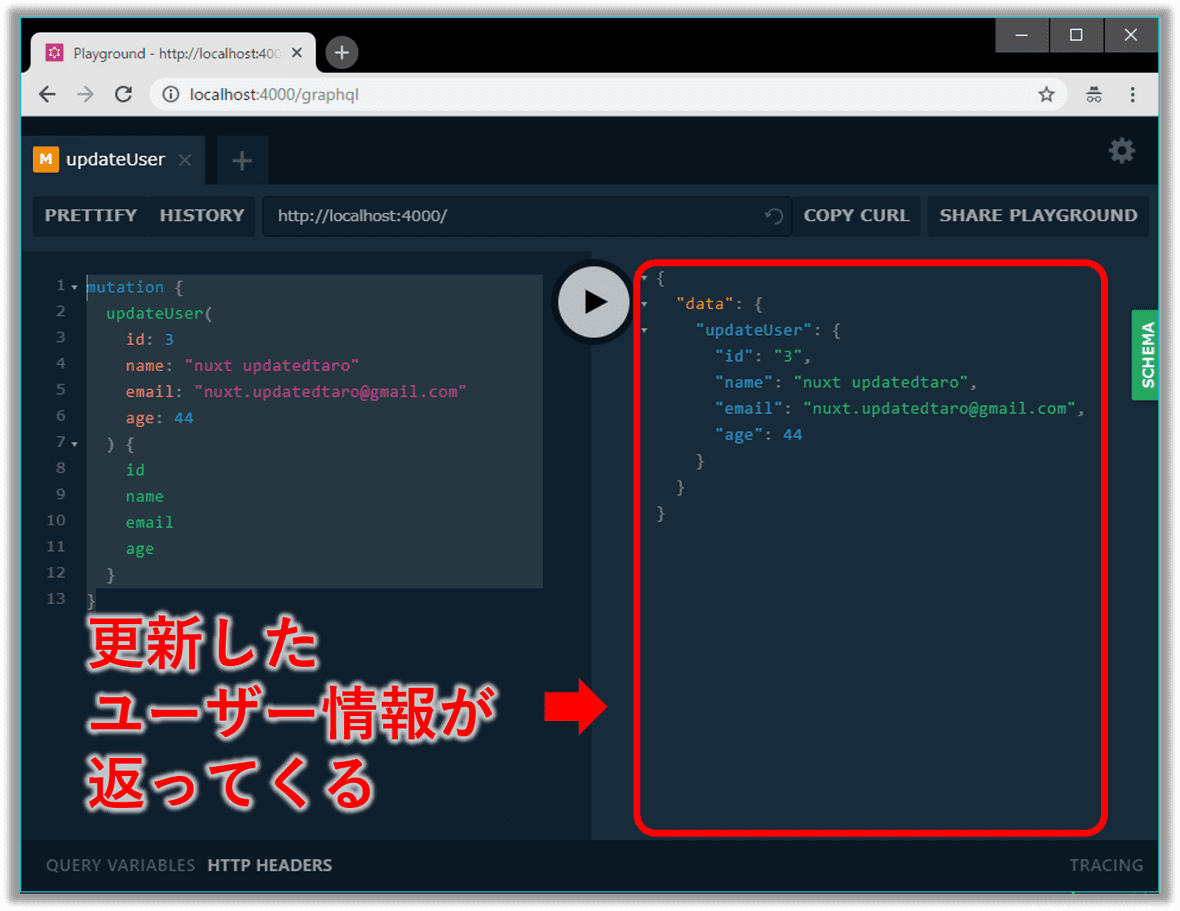 Playground - http://localhost:400
localhost:4000/graphql
M updateUser
PRETTIFY HISTORY http://localhost:4000/ COPY CURL SHARE PLAYGROUND
1 mutation {
2 updateUser(
3 id: 3
4 name: "nuxt updatedtaro"
5 email: "nuxt.updatedtaro@gmail.com"
6 age: 44
7 ) {
8 id
9 name
10 email
11 age
12 }
13 }
{
"data": {
"updateUser": {
"id": "3",
"name": "nuxt updatedtaro",
"email": "nuxt.updatedtaro@gmail.com",
"age": 44
}
}
}
SCHEMA
更新した
ユーザー情報が
返ってくる
QUERY VARIABLES HTTP HEADERS TRACING